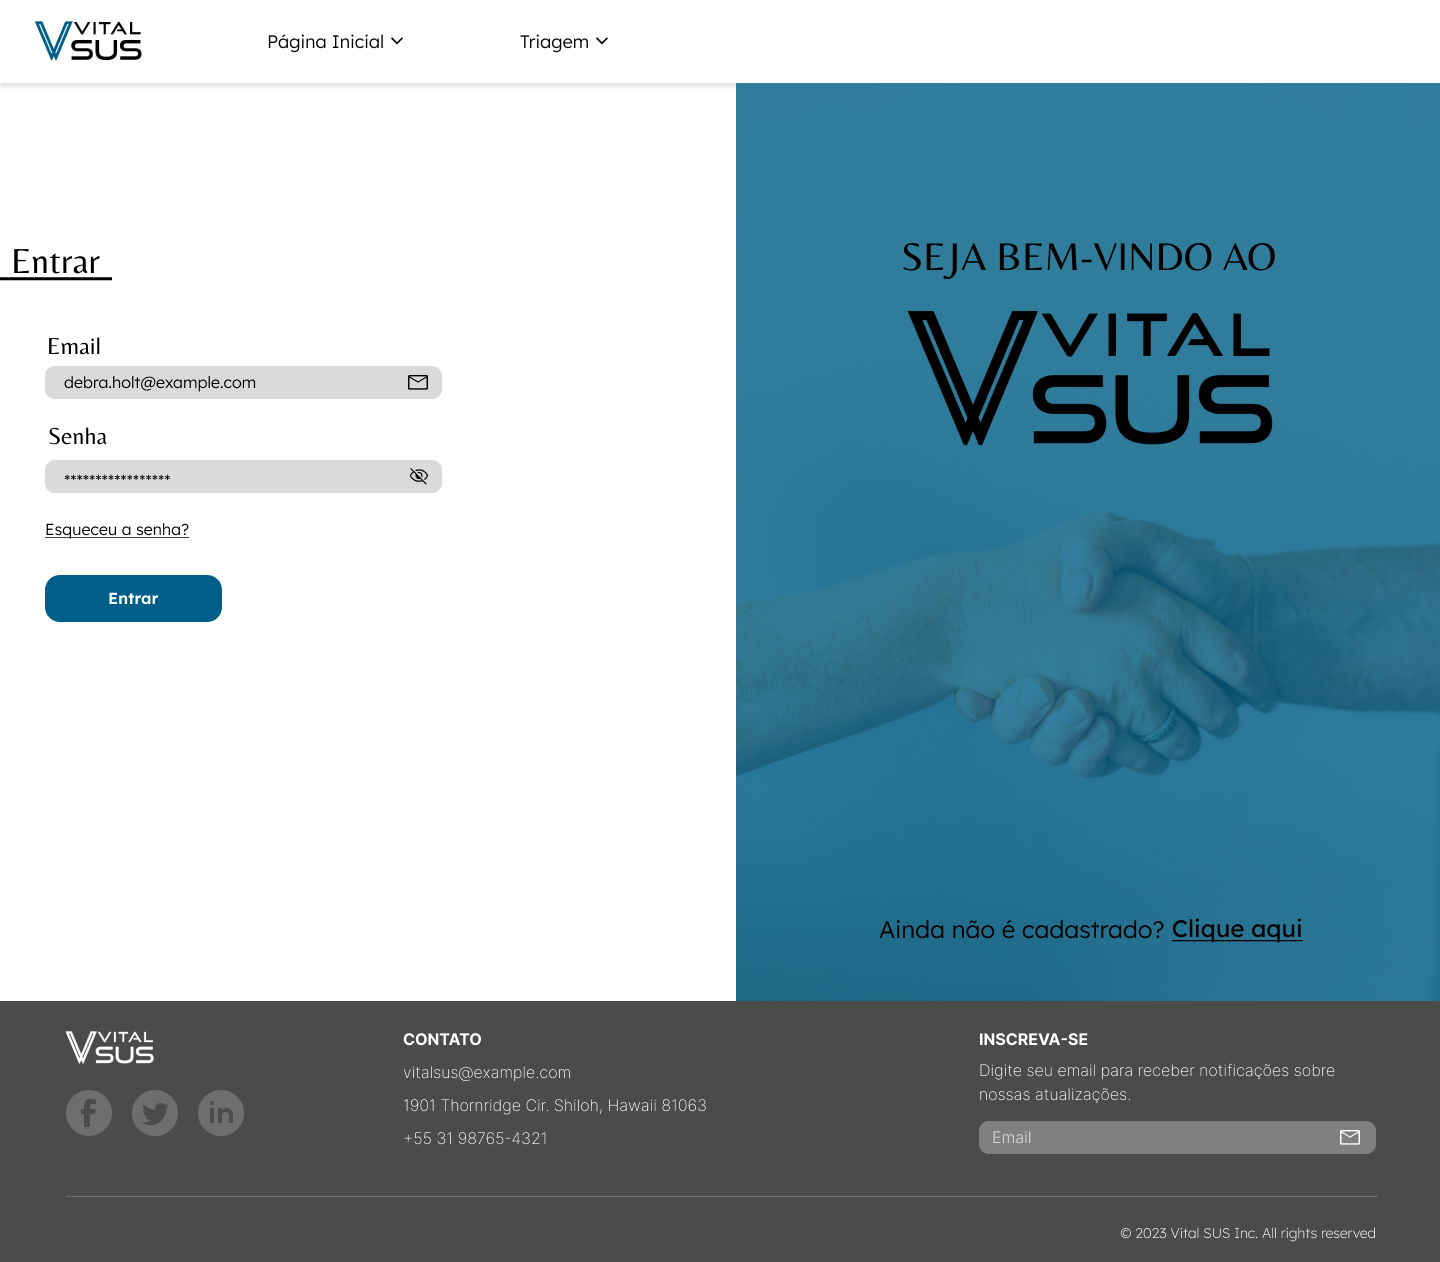 VITAL
SUS
Página Inicial
Triagem
Entrar
Email
debra.holt@example.com
Senha
*****************
Esqueceu a senha?
Entrar
SEJA BEM-VINDO AO
VITAL
SUS
Ainda não é cadastrado? Clique aqui
VITAL
SUS
CONTATO
vitalsus@example.com
1901 Thornridge Cir. Shiloh, Hawaii 81063
+55 31 98765-4321
INSCREVA-SE
Digite seu email para receber notificações sobre
nossas atualizações.
Email
© 2023 Vital SUS Inc. All rights reserved